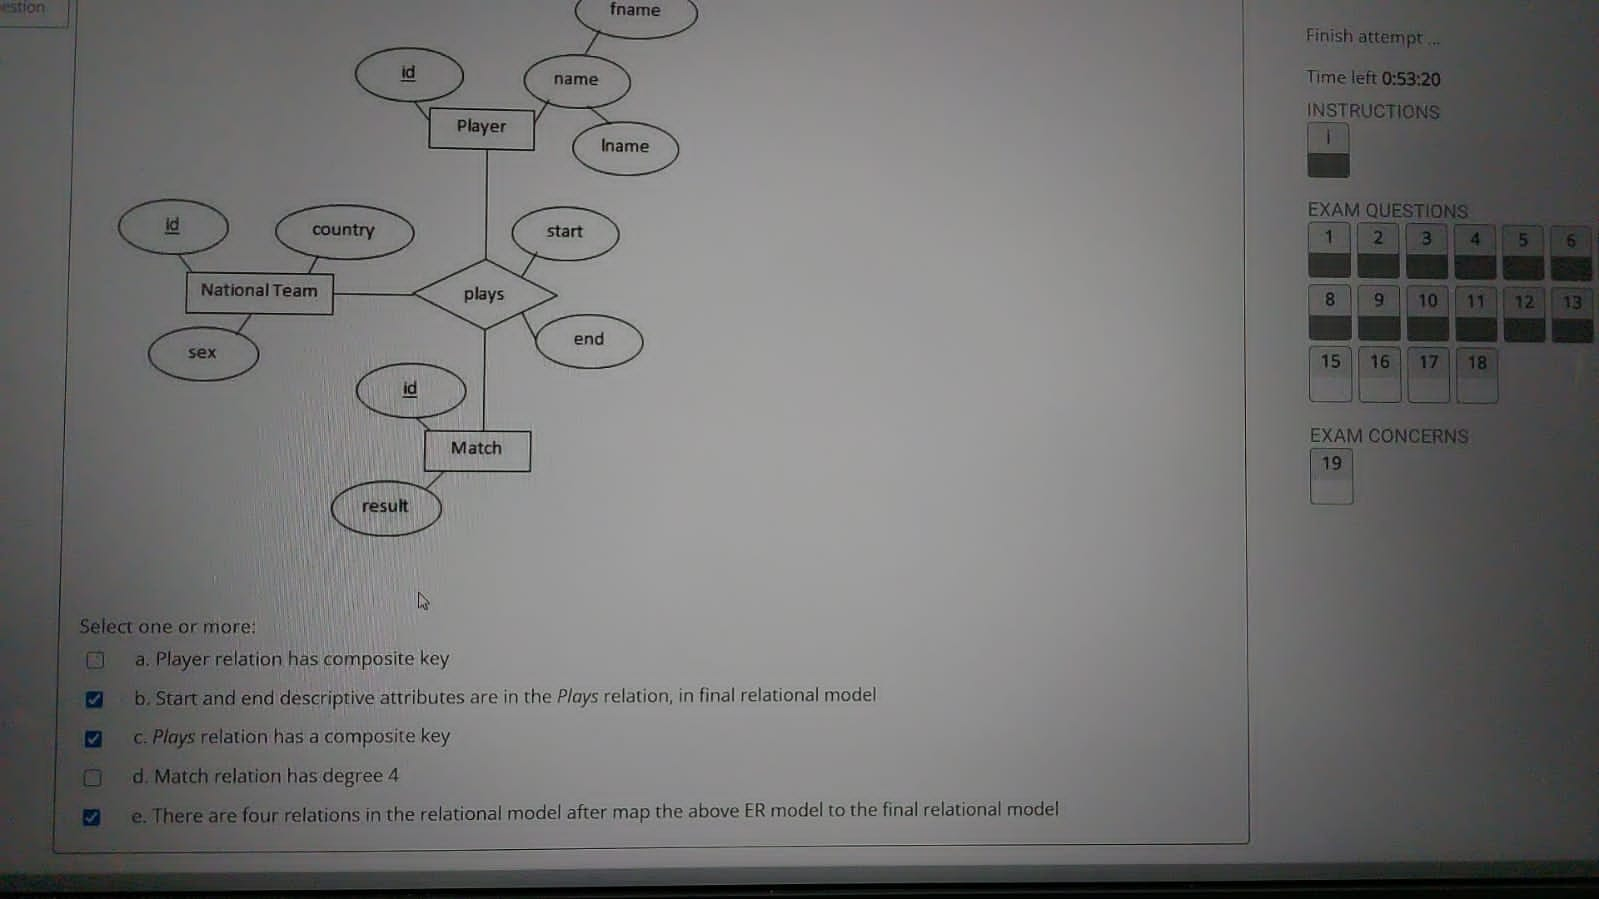 estion
fname
id
name
Player
lname
id
country
start
National Team
plays
sex
end
id
Match
result
Select one or more:
a. Player relation has composite key
b. Start and end descriptive attributes are in the Plays relation, in final relational model
c. Plays relation has a composite key
d. Match relation has degree 4
e. There are four relations in the relational model after map the above ER model to the final relational model
Finish attempt ...
Time left 0:53:20
INSTRUCTIONS
i
EXAM QUESTIONS
1 2 3 4 5 6
8 9 10 11 12 13
15 16 17 18
EXAM CONCERNS
19